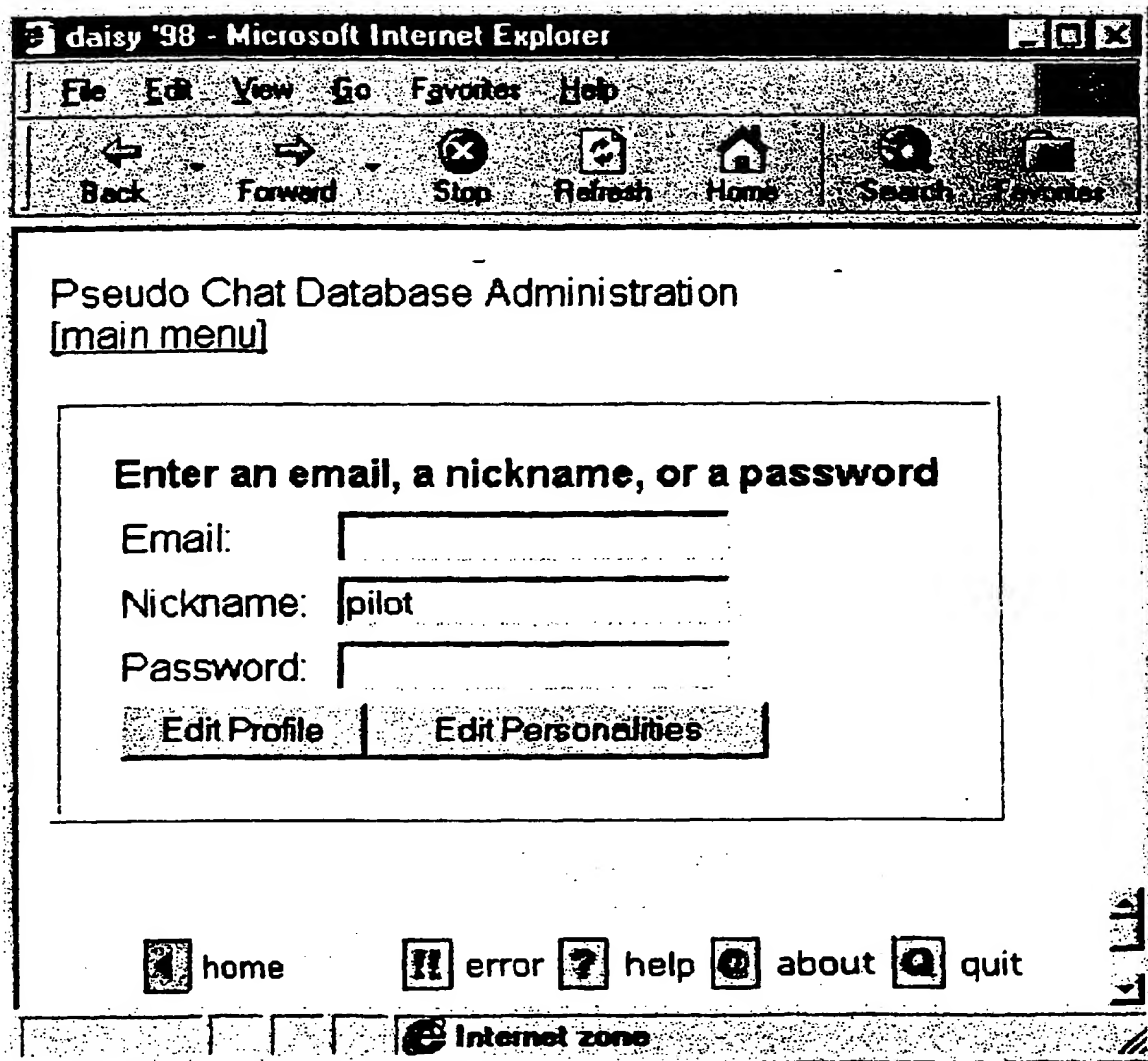 daisy '98 - Microsoft Internet Explorer
File Edit View Go Favorites Help
Back Forward Stop Refresh Home Search Favorites
Pseudo Chat Database Administration
[main menu]
Enter an email, a nickname, or a password
Email:
Nickname: pilot
Password:
Edit Profile Edit Personalities
home !! error ? help @ about Q quit
Internet zone